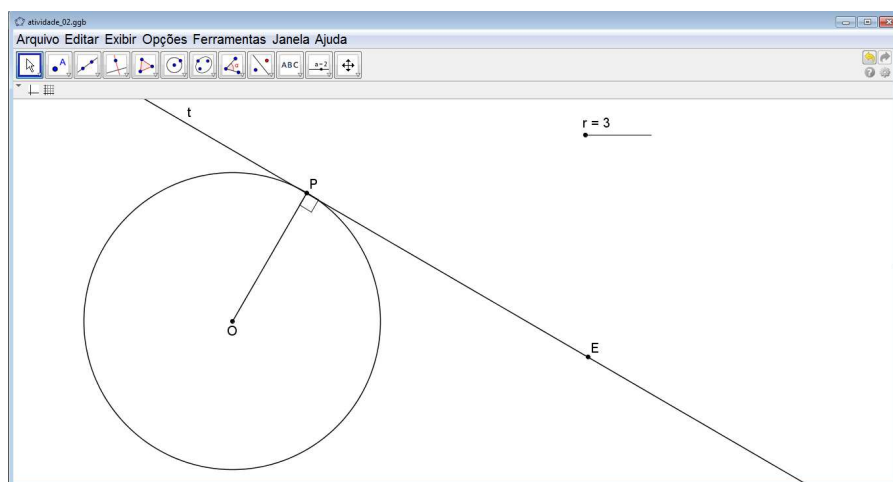 atividade_02.ggb
Arquivo Editar Exibir Opções Ferramentas Janela Ajuda
A
α
ABC
a=2
t
r = 3
P
O
E